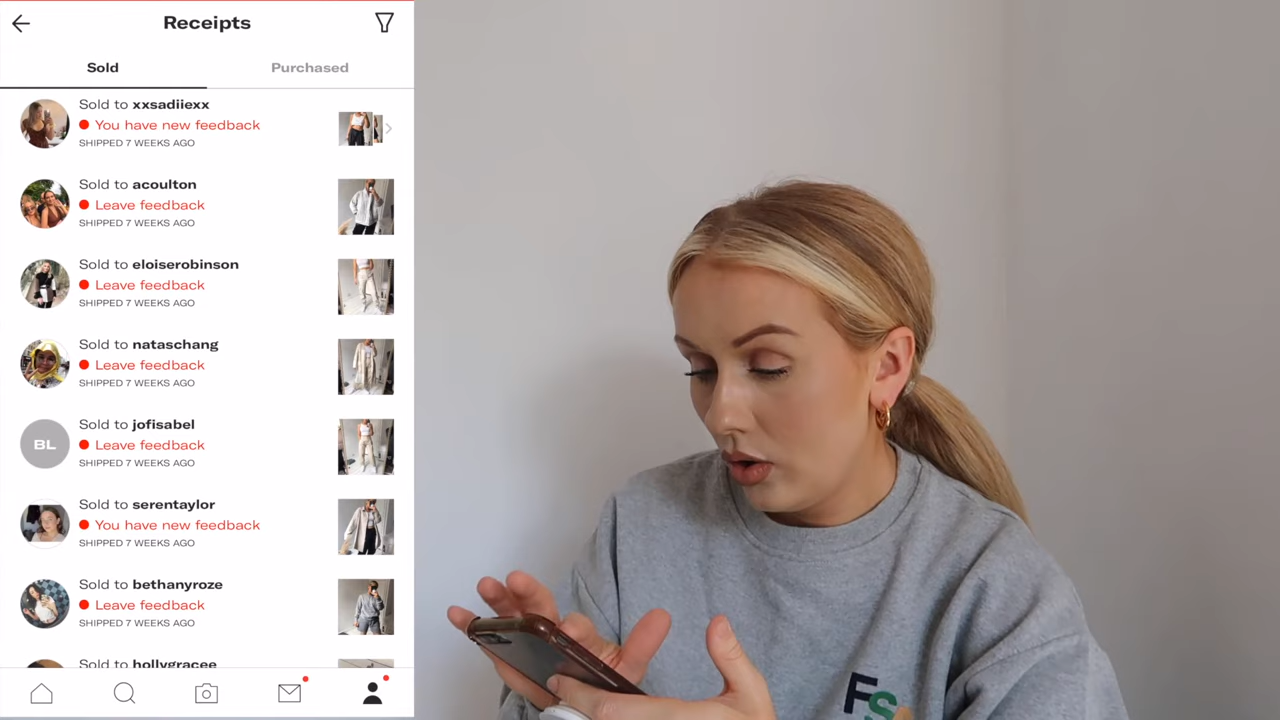 Receipts
Sold
Purchased
Sold to xxsadiiexx
You have new feedback
SHIPPED 7 WEEKS AGO
Sold to acoulton
Leave feedback
SHIPPED 7 WEEKS AGO
Sold to eloiserobinson
Leave feedback
SHIPPED 7 WEEKS AGO
Sold to nataschang
Leave feedback
SHIPPED 7 WEEKS AGO
BL
Sold to jofisabel
Leave feedback
SHIPPED 7 WEEKS AGO
Sold to serentaylor
You have new feedback
SHIPPED 7 WEEKS AGO
Sold to bethanyroze
Leave feedback
SHIPPED 7 WEEKS AGO
Sold to hollygracee